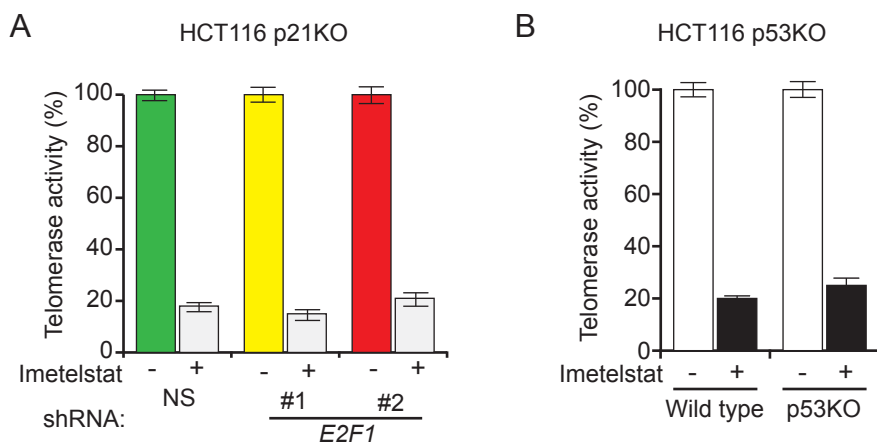 A
HCT116 p21KO
Telomerase activity (%)
100
80
60
40
20
0
Imetelstat - + - + - +
shRNA: NS #1 #2
E2F1
B
HCT116 p53KO
Telomerase activity (%)
100
80
60
40
20
0
- + - +
Wild type p53KO